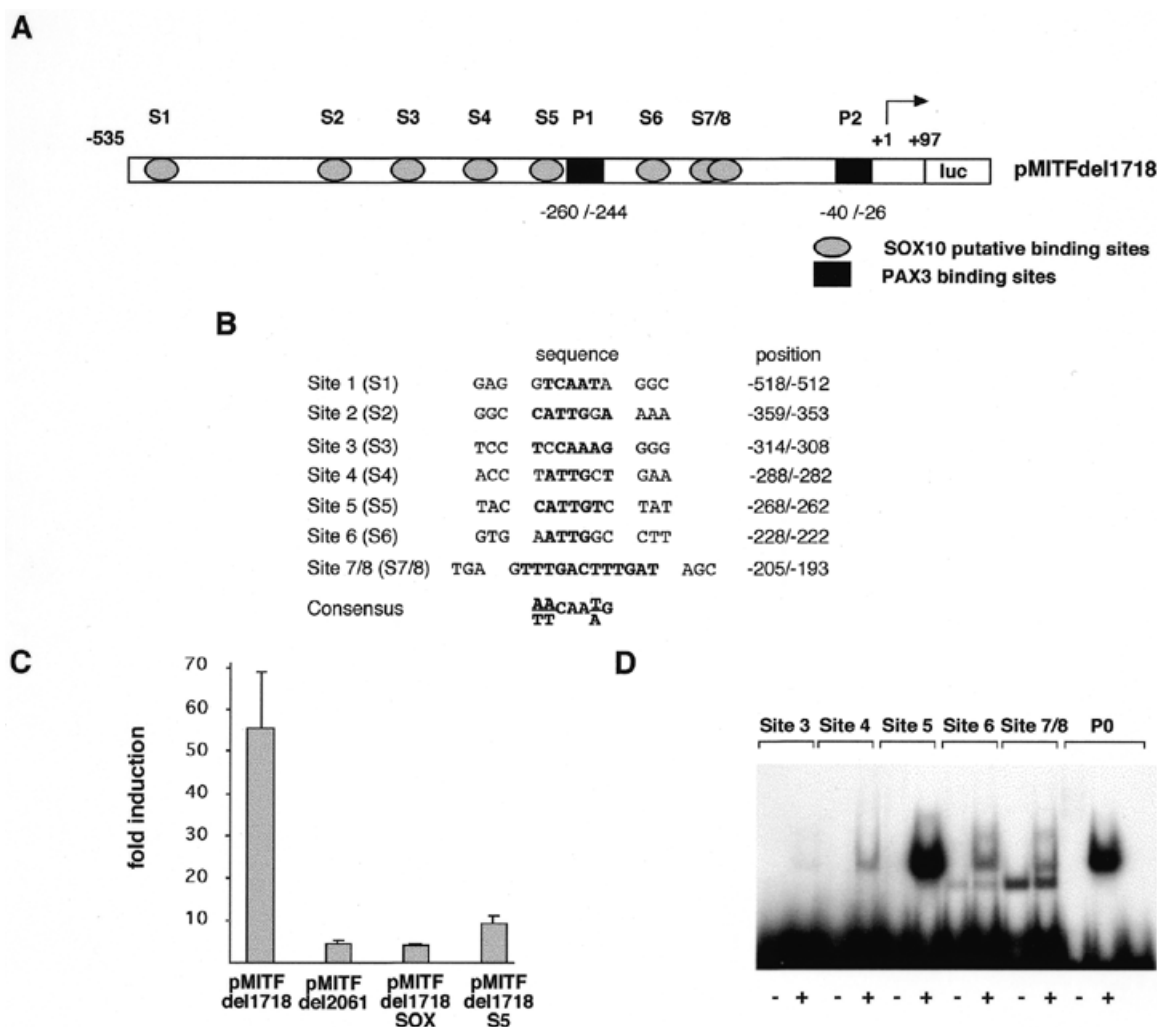 A
S1 S2 S3 S4 S5 P1 S6 S7/8 P2
-535 +1 +97
luc pMITFdel1718
-260 /-244 -40 /-26
SOX10 putative binding sites
PAX3 binding sites
B
sequence position
Site 1 (S1) GAG GTCAATA GGC -518/-512
Site 2 (S2) GGC CATTGGA AAA -359/-353
Site 3 (S3) TCC TCCAAAG GGG -314/-308
Site 4 (S4) ACC TATTGCT GAA -288/-282
Site 5 (S5) TAC CATTGTC TAT -268/-262
Site 6 (S6) GTG AATTGGC CTT -228/-222
Site 7/8 (S7/8) TGA GTTTGACTTTGAT AGC -205/-193
Consensus AACAATG
TT A
C
fold induction
70
60
50
40
30
20
10
pMITF del1718
pMITF del2061
pMITF del1718 SOX
pMITF del1718 S5
D
Site 3 Site 4 Site 5 Site 6 Site 7/8 P0
- + - + - + - + - + - +